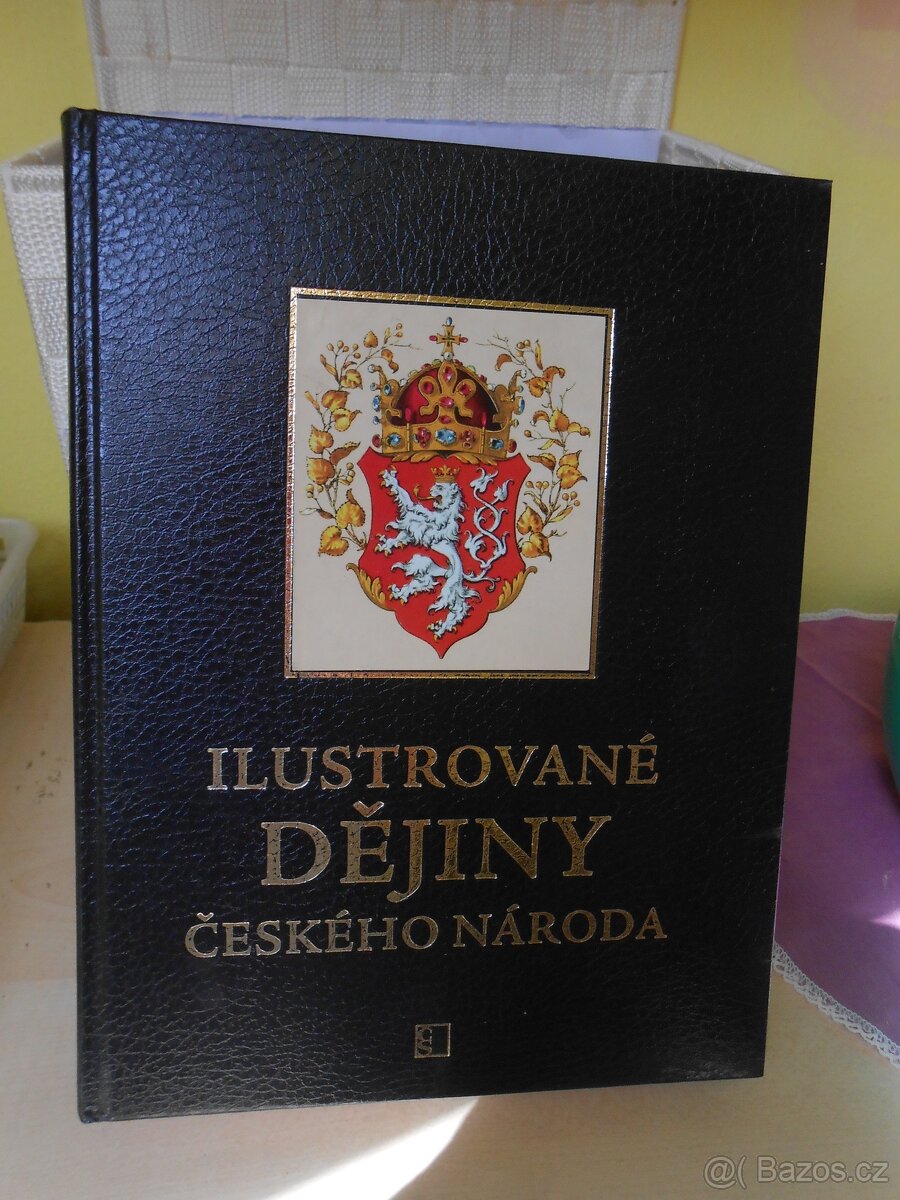 ILUSTROVANÉ
DĚJINY
ČESKÉHO NÁRODA
@( Bazos.cz